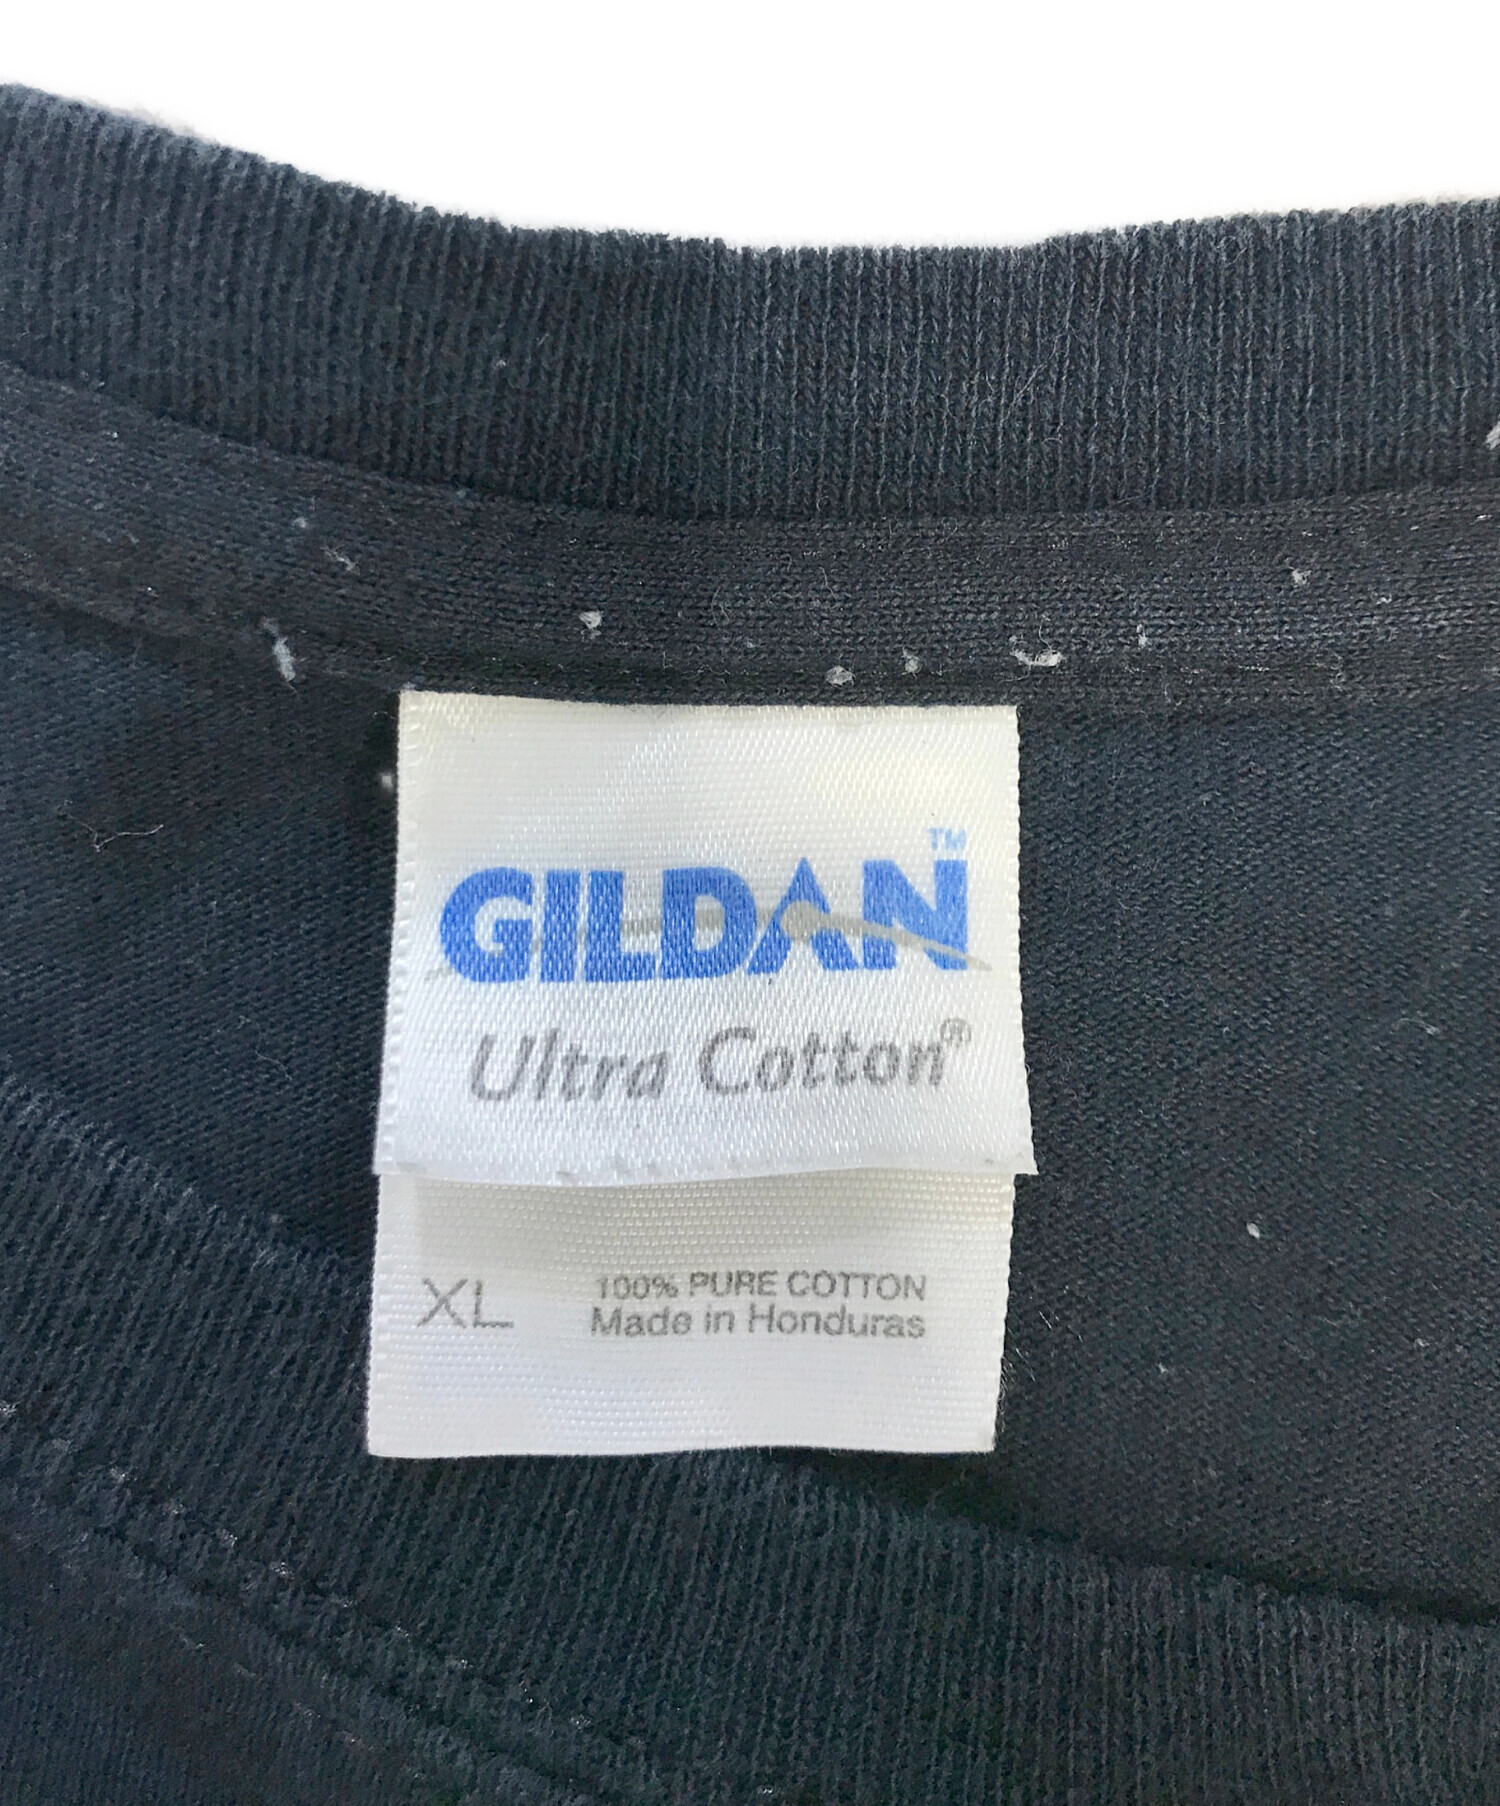 GILDAN™
Ultra Cotton®
XL 100% PURE COTTON
Made in Honduras